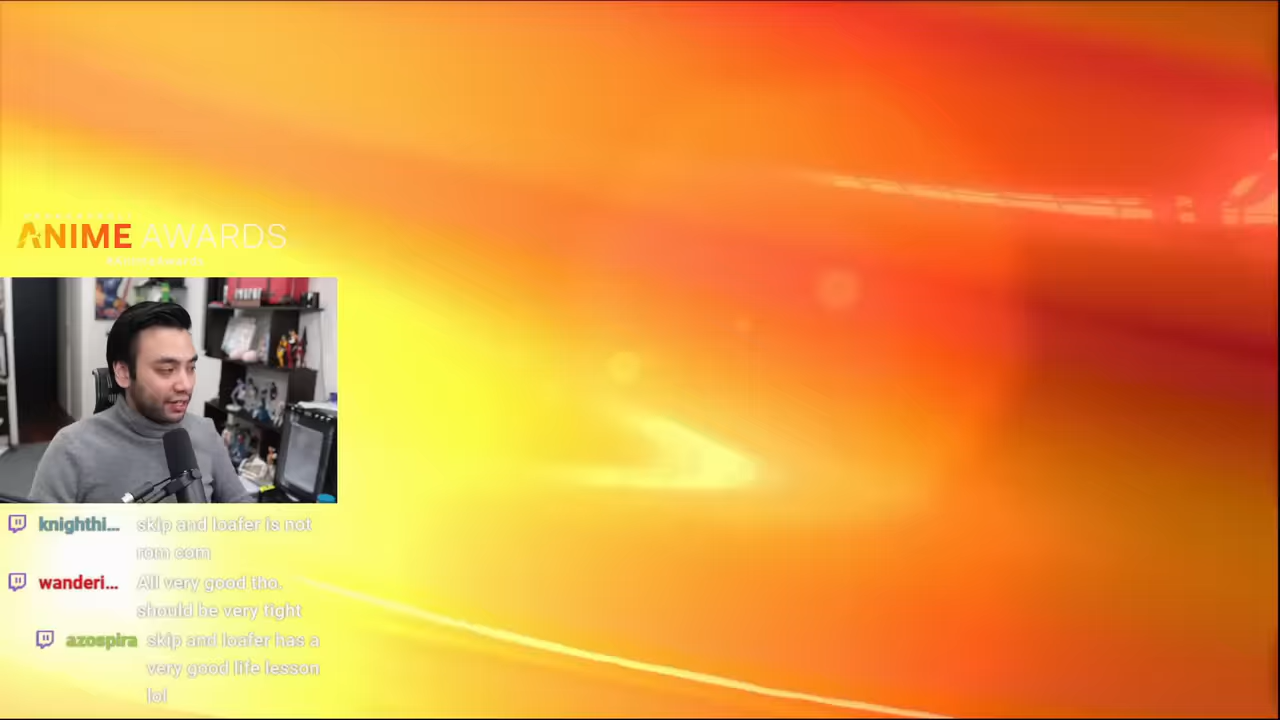 ANIME AWARDS
#AnimeAwards
knighthi... skip and loafer is not
rom com
wanderi... All very good tho.
should be very tight
azospira skip and loafer has a
very good life lesson
lol